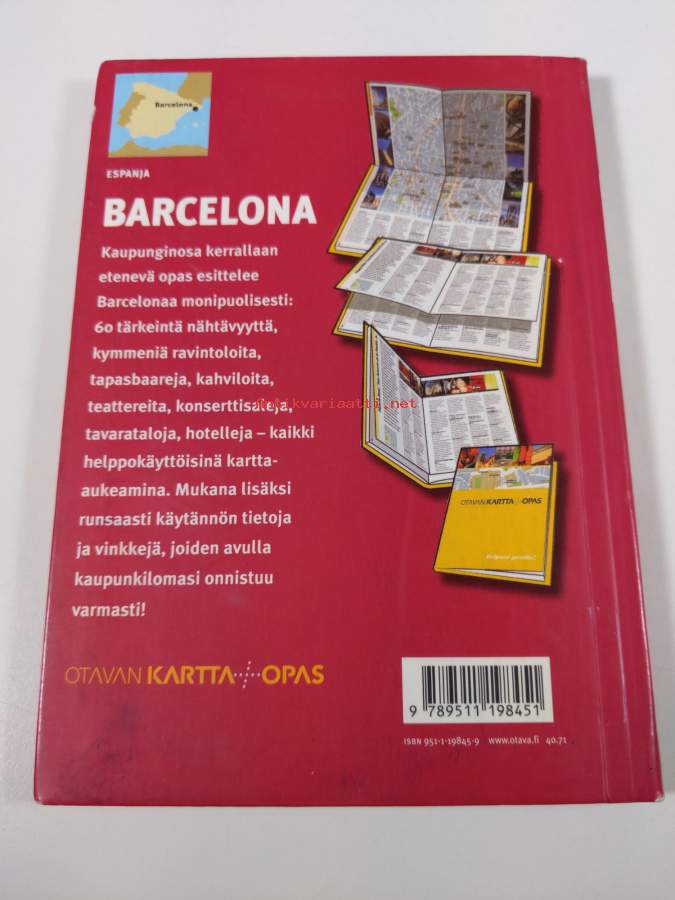 Barcelona
ESPANJA
BARCELONA
Kaupunginosa kerrallaan
etenevä opas esittelee
Barcelonaa monipuolisesti:
60 tärkeintä nähtävyyttä,
kymmeniä ravintoloita,
tapasbaareja, kahviloita,
teattereita, konserttisaleja,
tavarataloja, hotelleja – kaikki
helppokäyttöisinä kartta-
aukeamina. Mukana lisäksi
runsaasti käytännön tietoja
ja vinkkejä, joiden avulla
kaupunkilomasi onnistuu
varmasti!
OTAVAN KARTTA OPAS
antikvariaatti.net
OTAVAN KARTTA OPAS
9 789511 198451
ISBN 951-1-19845-9 www.otava.fi 40.71